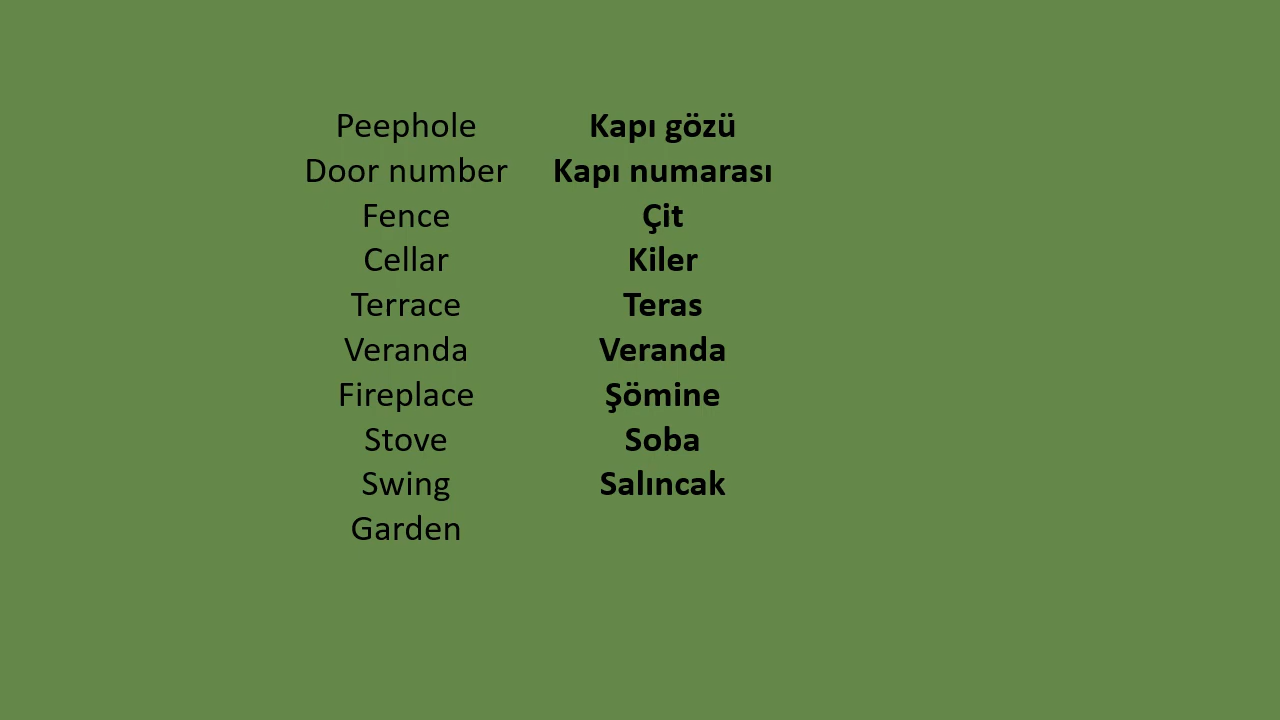 Peephole Kapı gözü
Door number Kapı numarası
Fence Çit
Cellar Kiler
Terrace Teras
Veranda Veranda
Fireplace Şömine
Stove Soba
Swing Salıncak
Garden